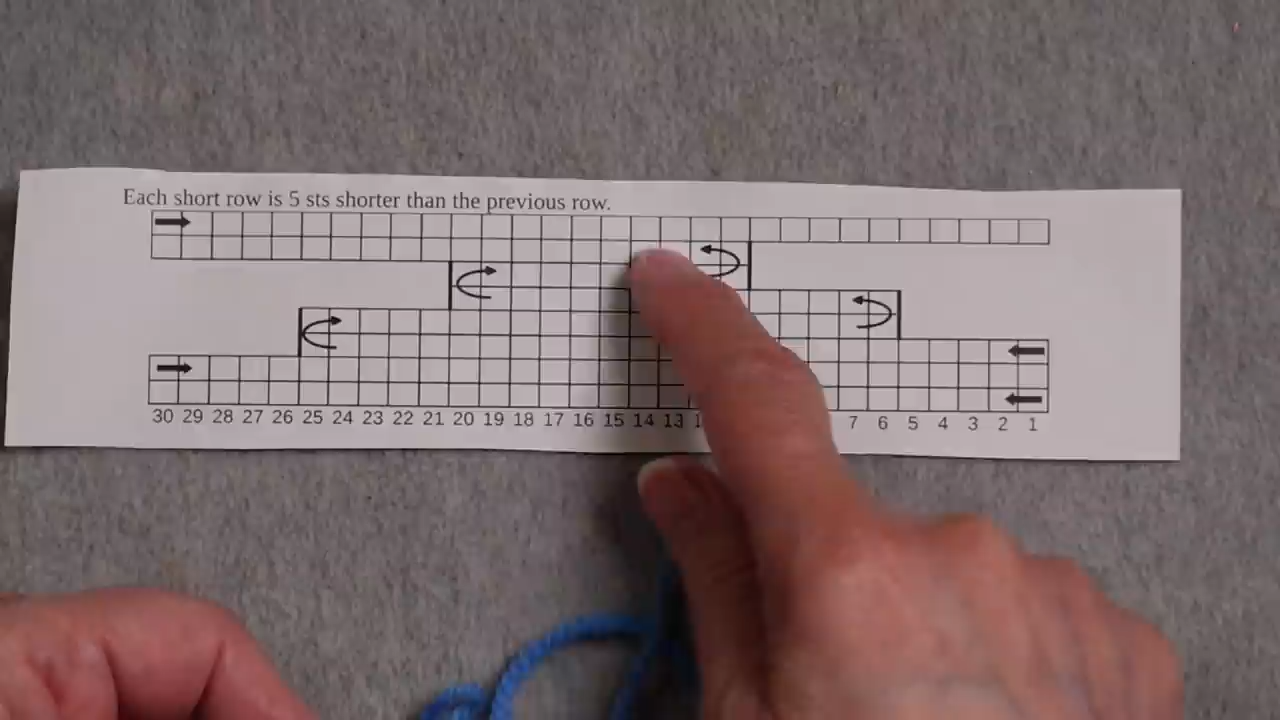 Each short row is 5 sts shorter than the previous row.
30 29 28 27 26 25 24 23 22 21 20 19 18 17 16 15 14 13 7 6 5 4 3 2 1